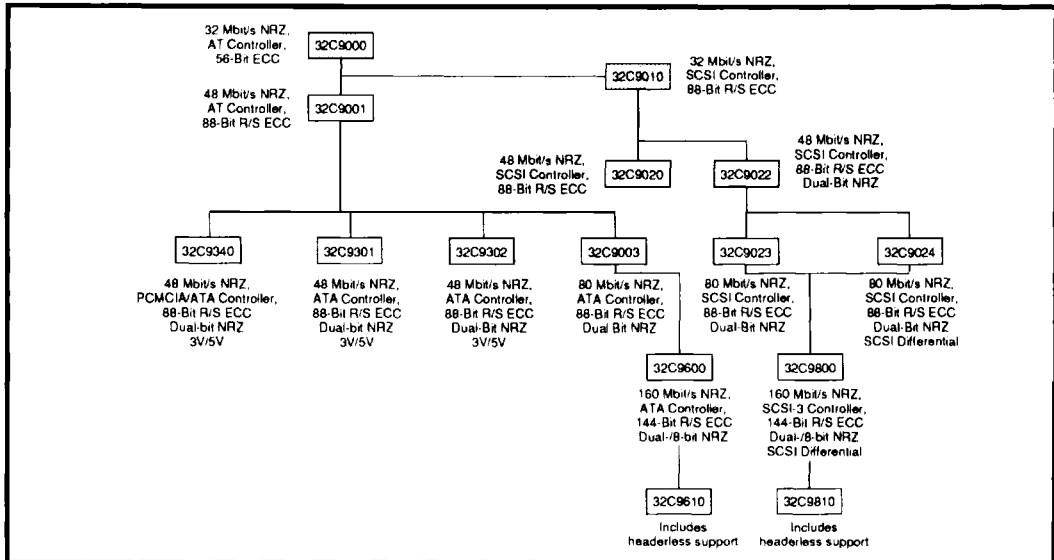 32 Mbit/s NRZ,
AT Controller,
56-Bit ECC
32C9000
32C9010
32 Mbit/s NRZ,
SCSI Controller,
88-Bit R/S ECC
48 Mbit/s NRZ,
AT Controller,
88-Bit R/S ECC
32C9001
48 Mbit/s NRZ,
SCSI Controller,
88-Bit R/S ECC
32C9020
32C9022
48 Mbit/s NRZ,
SCSI Controller,
88-Bit R/S ECC
Dual-Bit NRZ
32C9340
48 Mbit/s NRZ,
PCMCIA/ATA Controller,
88-Bit R/S ECC
Dual-bit NRZ
3V/5V
32C9301
48 Mbit/s NRZ,
ATA Controller,
88-Bit R/S ECC
Dual-bit NRZ
3V/5V
32C9302
48 Mbit/s NRZ,
ATA Controller,
88-Bit R/S ECC
Dual-Bit NRZ
3V/5V
32C9003
80 Mbit/s NRZ,
ATA Controller,
88-Bit R/S ECC
Dual Bit NRZ
32C9023
80 Mbit/s NRZ,
SCSI Controller,
88-Bit R/S ECC
Dual-Bit NRZ
32C9024
80 Mbit/s NRZ,
SCSI Controller,
88-Bit R/S ECC
Dual-Bit NRZ
SCSI Differential
32C9600
160 Mbit/s NRZ,
ATA Controller,
144-Bit R/S ECC
Dual-/8-bit NRZ
32C9800
160 Mbit/s NRZ,
SCSI-3 Controller,
144-Bit R/S ECC
Dual-/8-bit NRZ
SCSI Differential
32C9610
Includes
headerless support
32C9810
Includes
headerless support